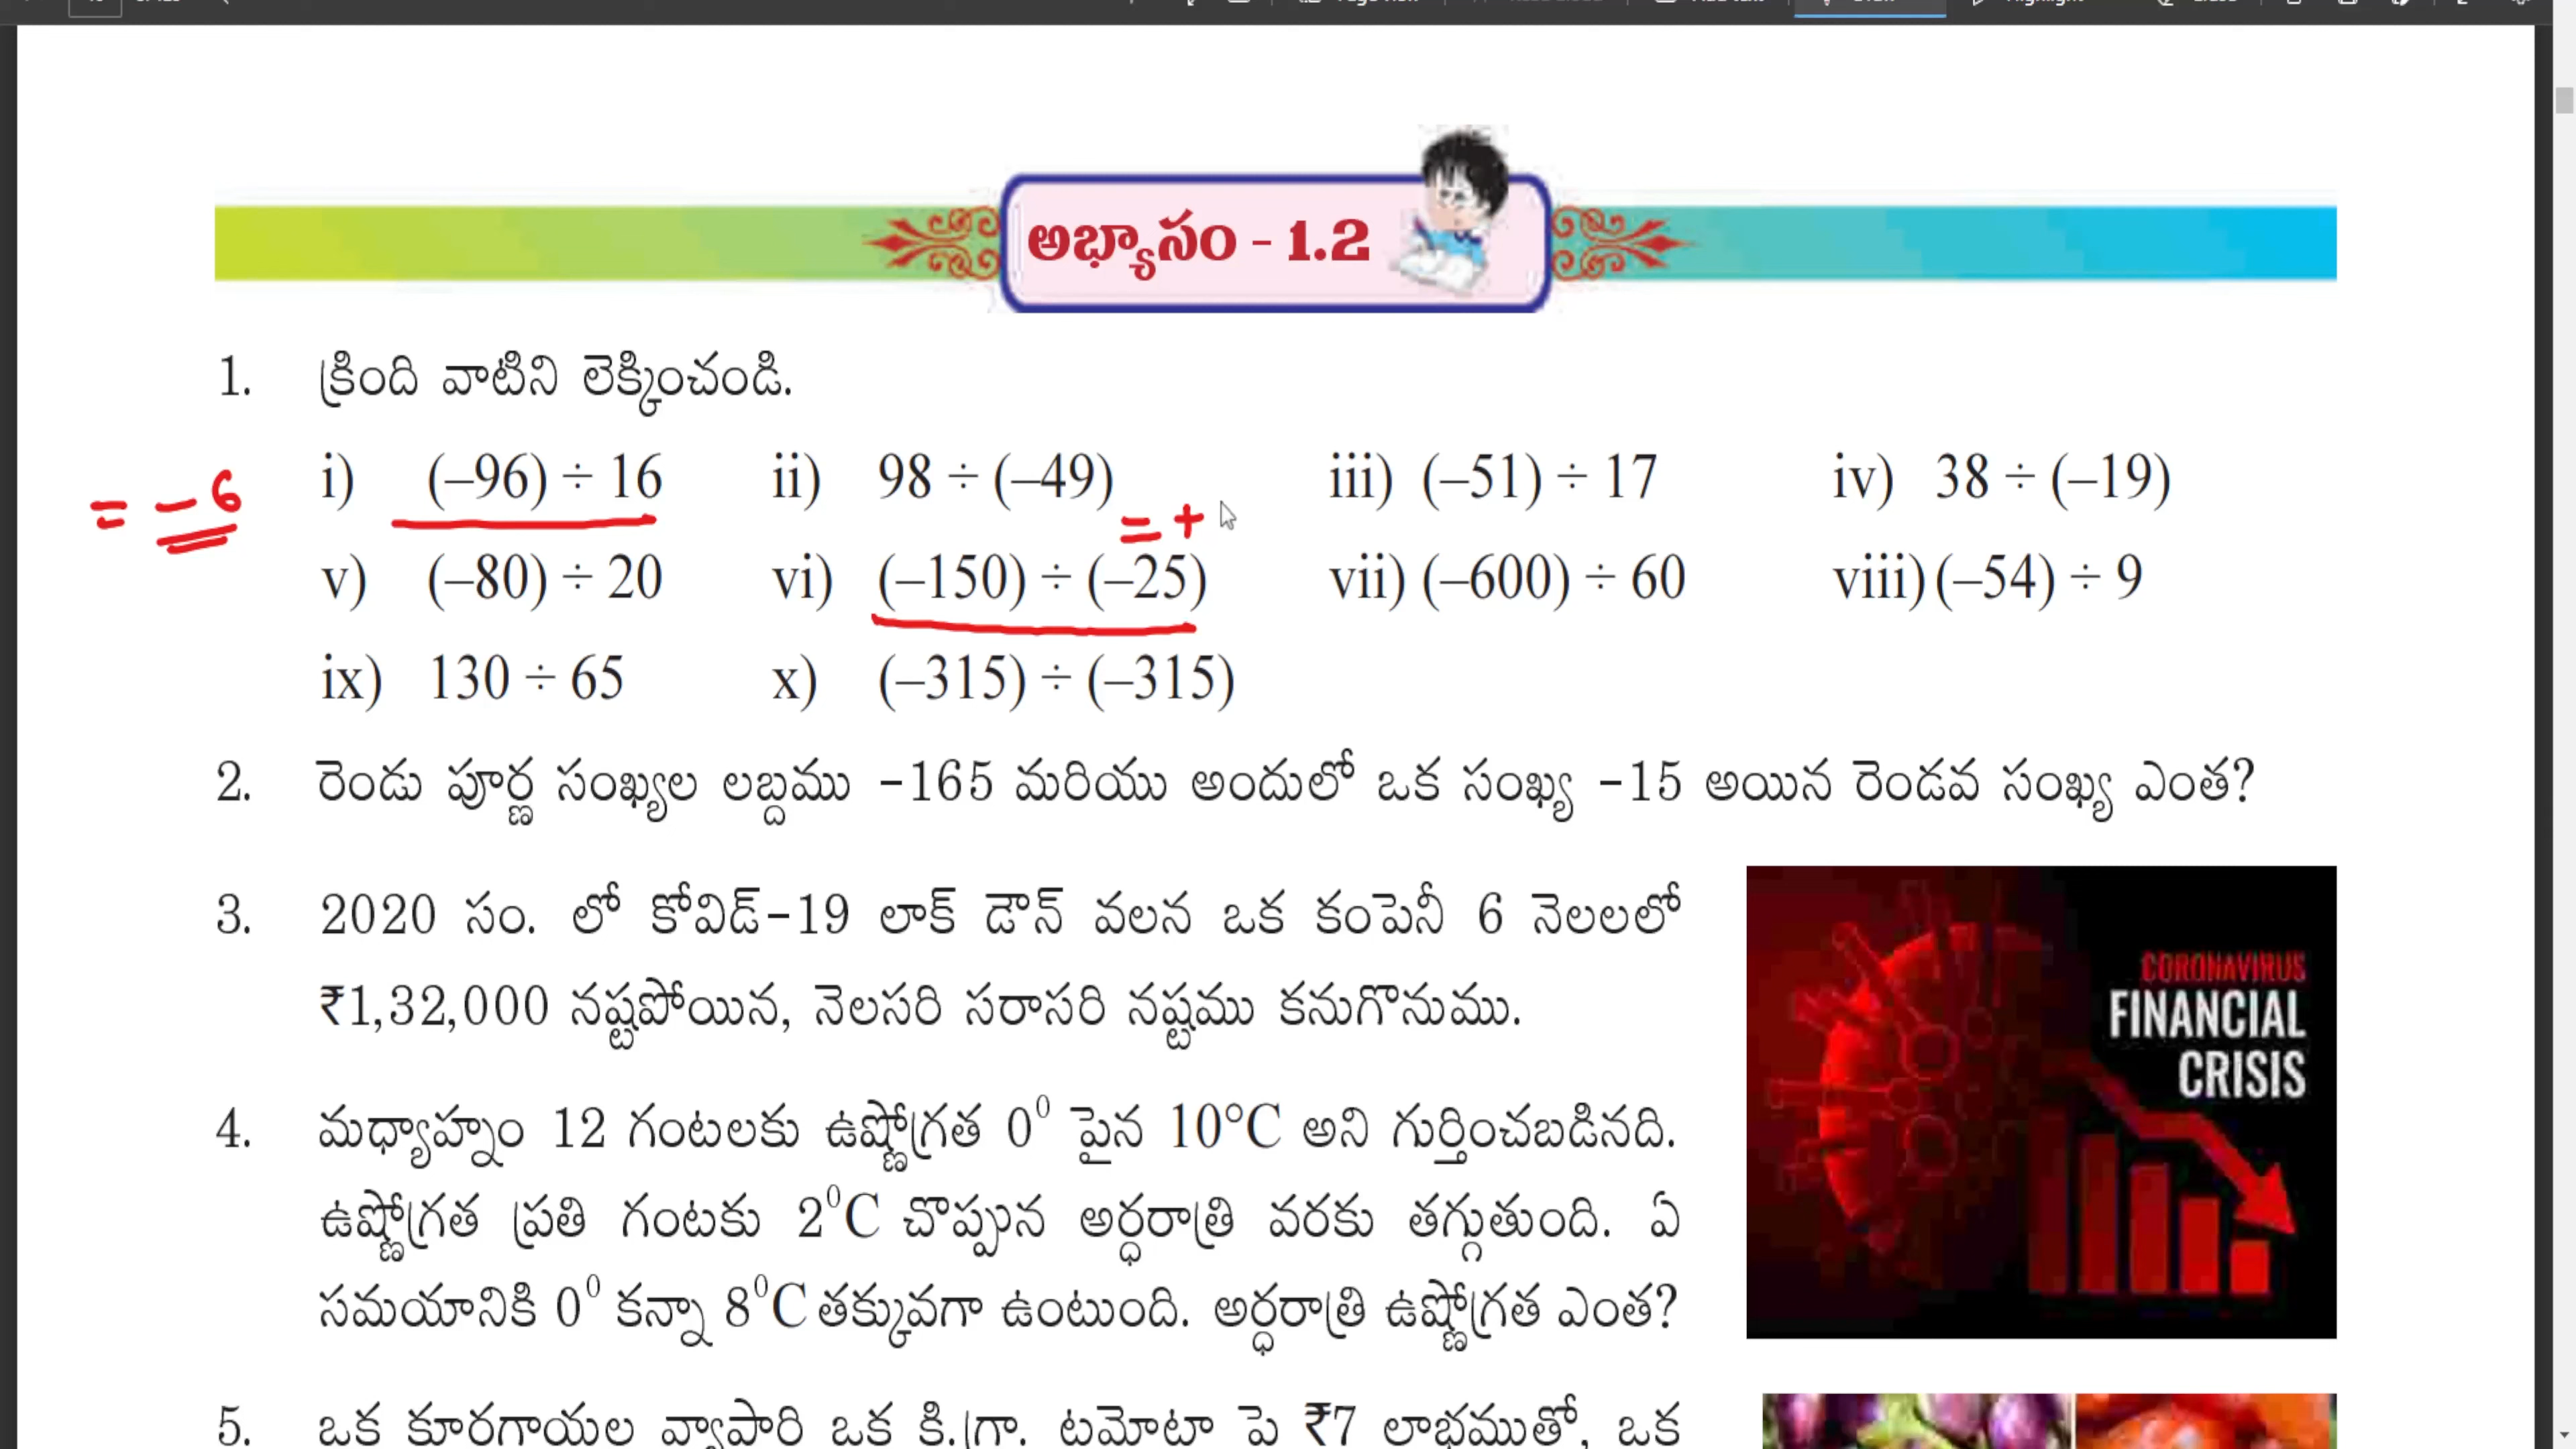 అభ్యాసం - 1.2
1. క్రింది వాటిని లెక్కించండి.
i) (–96) ÷ 16 ii) 98 ÷ (–49) iii) (–51) ÷ 17 iv) 38 ÷ (–19)
= –6
= +
v) (–80) ÷ 20 vi) (–150) ÷ (–25) vii) (–600) ÷ 60 viii) (–54) ÷ 9
ix) 130 ÷ 65 x) (–315) ÷ (–315)
2. రెండు పూర్ణ సంఖ్యల లబ్దము -165 మరియు అందులో ఒక సంఖ్య -15 అయిన రెండవ సంఖ్య ఎంత?
3. 2020 సం. లో కోవిడ్-19 లాక్ డౌన్ వలన ఒక కంపెనీ 6 నెలలలో
₹1,32,000 నష్టపోయిన, నెలసరి సరాసరి నష్టము కనుగొనుము.
CORONAVIRUS
FINANCIAL
CRISIS
4. మధ్యాహ్నం 12 గంటలకు ఉష్ణోగ్రత 0⁰ పైన 10°C అని గుర్తించబడినది.
ఉష్ణోగ్రత ప్రతి గంటకు 2⁰C చొప్పున అర్ధరాత్రి వరకు తగ్గుతుంది. ఏ
సమయానికి 0⁰ కన్నా 8⁰C తక్కువగా ఉంటుంది. అర్ధరాత్రి ఉష్ణోగ్రత ఎంత?
5. ఒక కూరగాయల వ్యాపారి ఒక కి.గ్రా. టమోటా పై ₹7 లాభముతో, ఒక